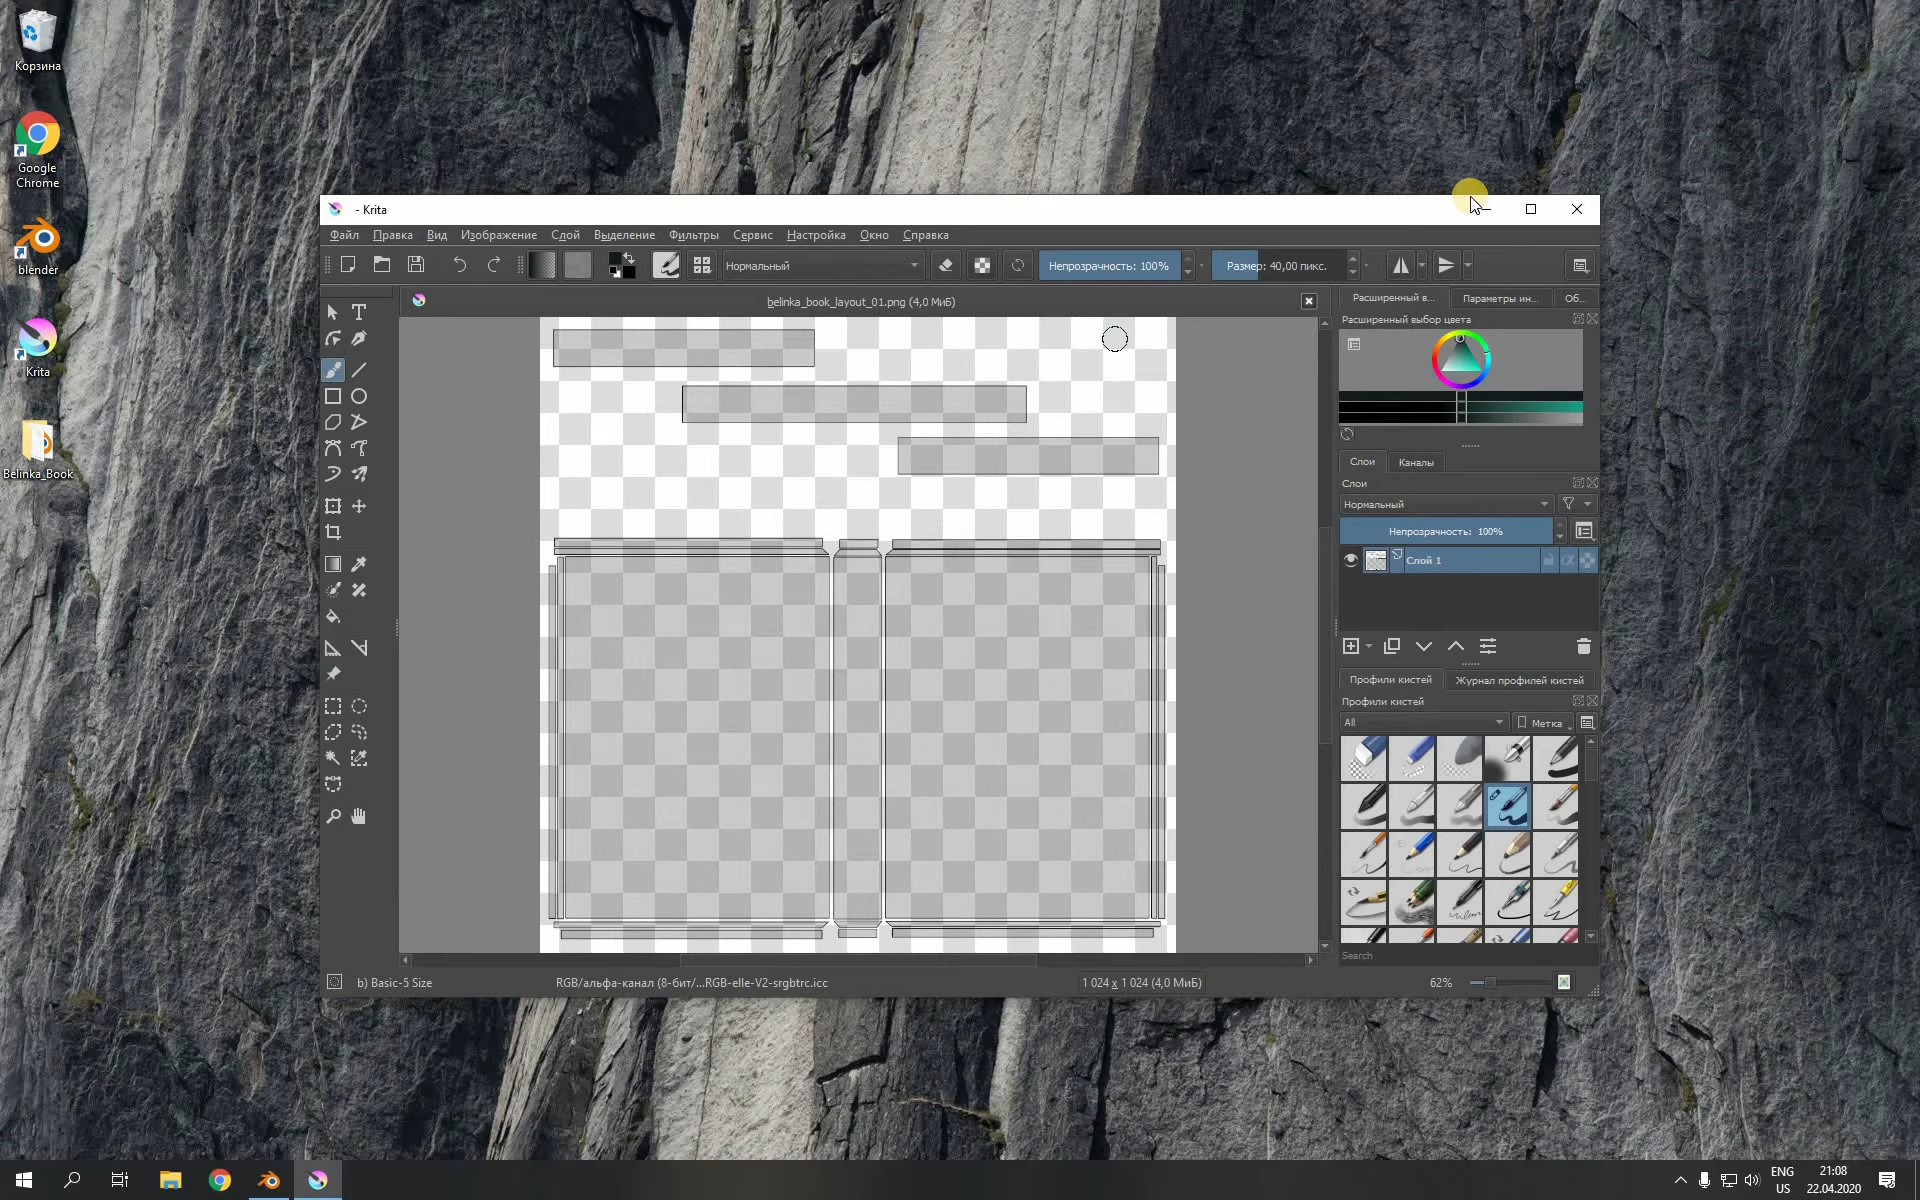 Корзина
Google
Chrome
blender
Krita
Belinka_Book
- Krita
Файл Правка Вид Изображение Слой Выделение Фильтры Сервис Настройка Окно Справка
Нормальный
Непрозрачность: 100%
Размер: 40,00 пикс.
belinka_book_layout_01.png (4,0 МиБ)
Расширенный в...
Параметры ин...
Об...
Расширенный выбор цвета
Слои
Каналы
Слои
Нормальный
Непрозрачность: 100%
Слой 1
Профили кистей
Журнал профилей кистей
Профили кистей
All
Метка
Search
b) Basic-5 Size
RGB/альфа-канал (8-бит/...RGB-elle-V2-srgbtrc.icc
1 024 x 1 024 (4,0 МиБ)
62%
ENG
US
21:08
22.04.2020